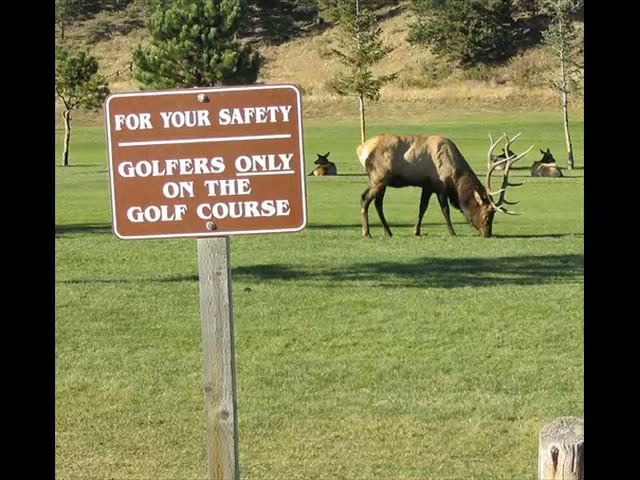 FOR YOUR SAFETY
GOLFERS ONLY
ON THE
GOLF COURSE